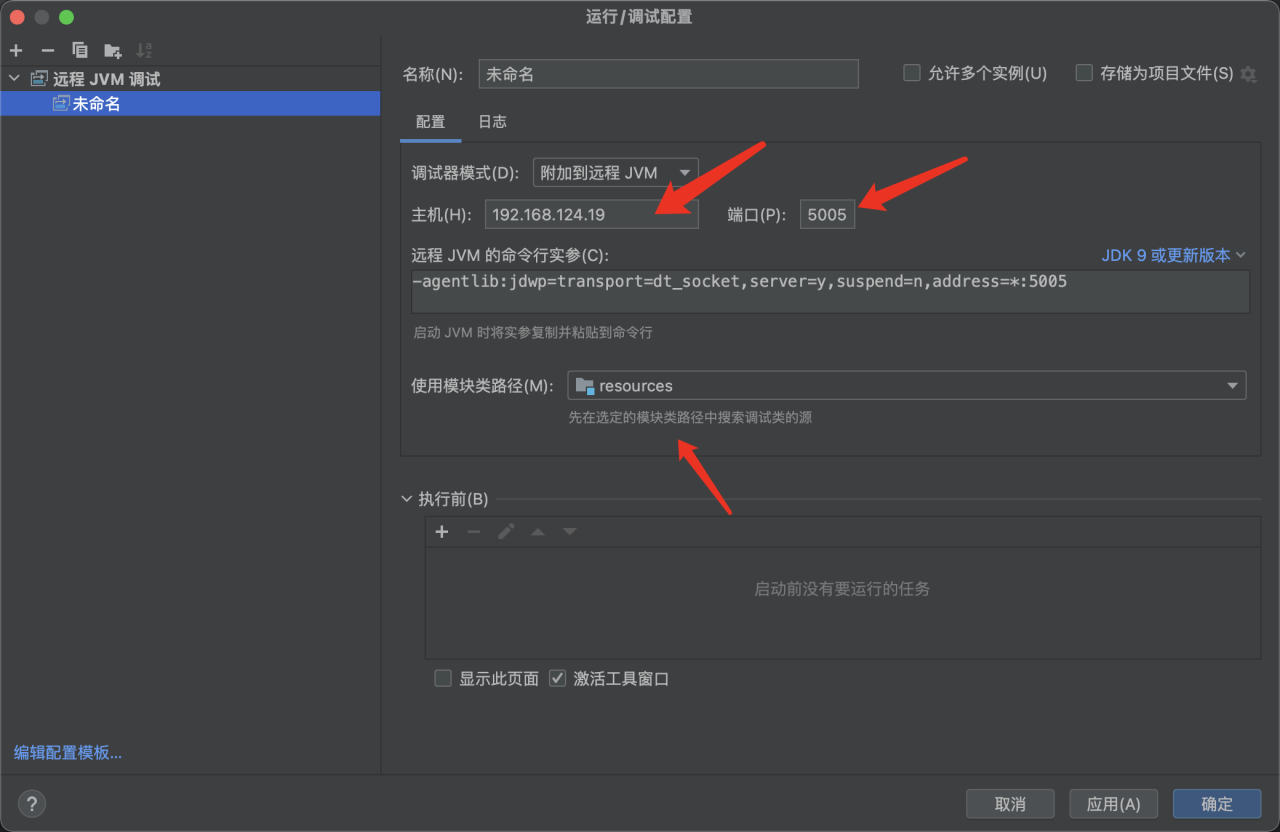 运行/调试配置
远程 JVM 调试
未命名
名称(N):
未命名
允许多个实例(U)
存储为项目文件(S)
配置
日志
调试器模式(D):
附加到远程 JVM
主机(H):
192.168.124.19
端口(P):
5005
远程 JVM 的命令行实参(C):
JDK 9 或更新版本
-agentlib:jdwp=transport=dt_socket,server=y,suspend=n,address=*:5005
启动 JVM 时将实参复制并粘贴到命令行
使用模块类路径(M):
resources
先在选定的模块类路径中搜索调试类的源
执行前(B)
启动前没有要运行的任务
显示此页面
激活工具窗口
编辑配置模板...
?
取消
应用(A)
确定